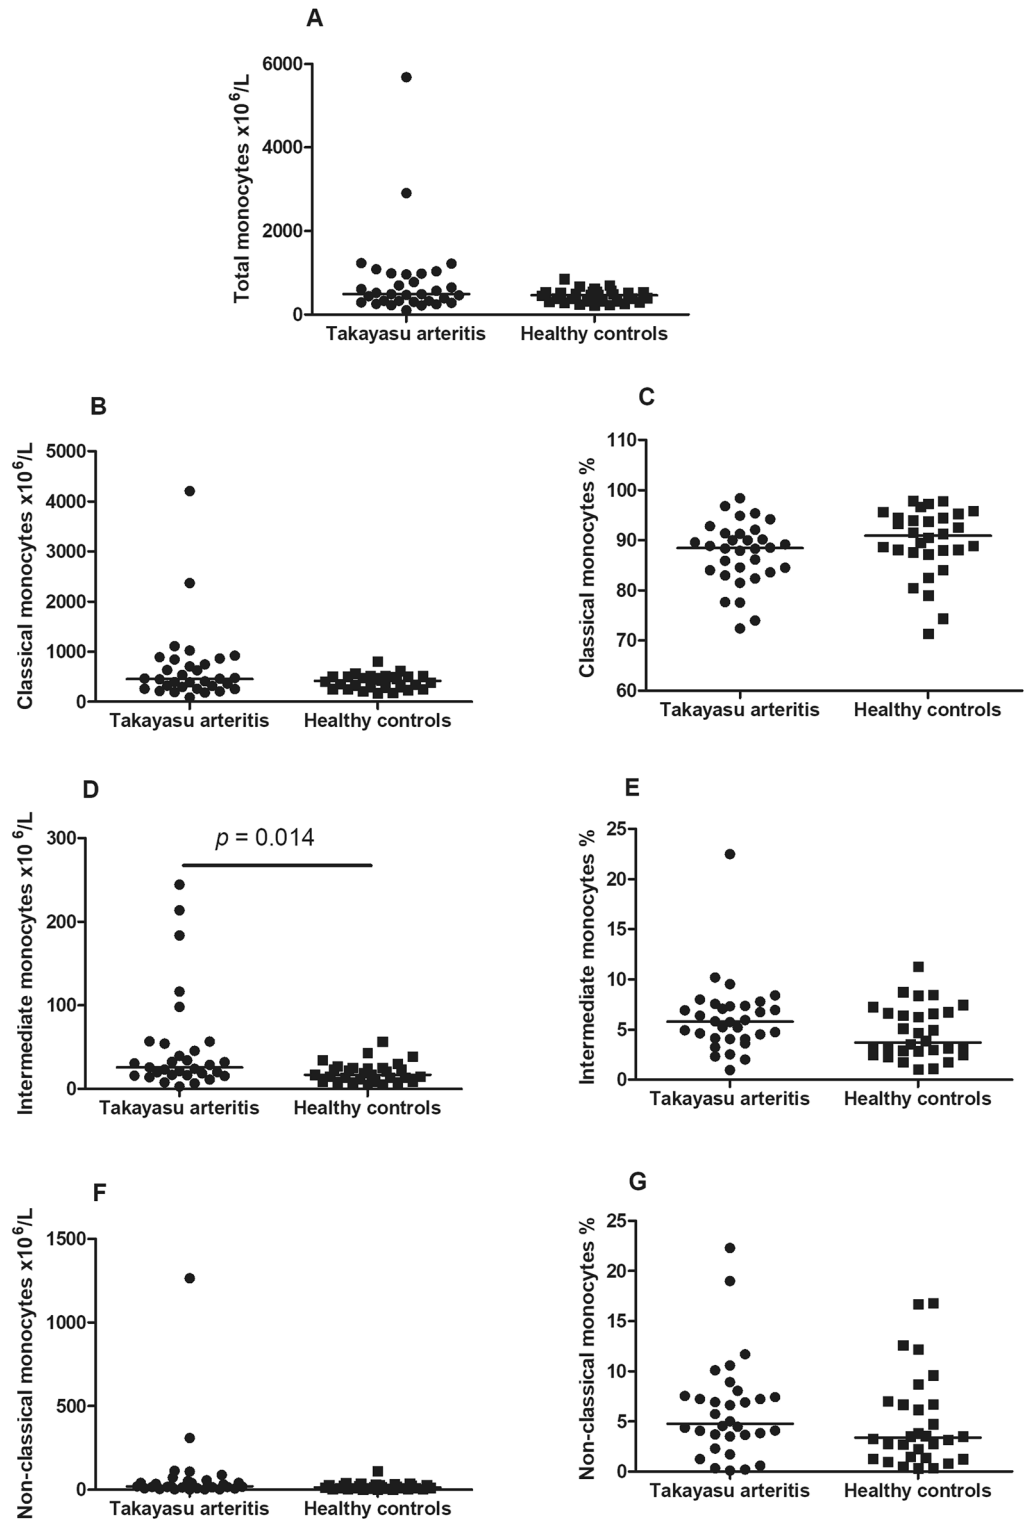 A
Total monocytes x10⁶/L
6000
4000
2000
0
Takayasu arteritis Healthy controls
B
Classical monocytes x10⁶/L
5000
4000
3000
2000
1000
0
Takayasu arteritis Healthy controls
C
Classical monocytes %
110
100
90
80
70
60
Takayasu arteritis Healthy controls
D
Intermediate monocytes x10 ⁶/L
p = 0.014
300
200
100
0
Takayasu arteritis Healthy controls
E
Intermediate monocytes %
25
20
15
10
5
0
Takayasu arteritis Healthy controls
F
Non-classical monocytes x10⁶/L
1500
1000
500
0
Takayasu arteritis Healthy controls
G
Non-classical monocytes %
25
20
15
10
5
0
Takayasu arteritis Healthy controls